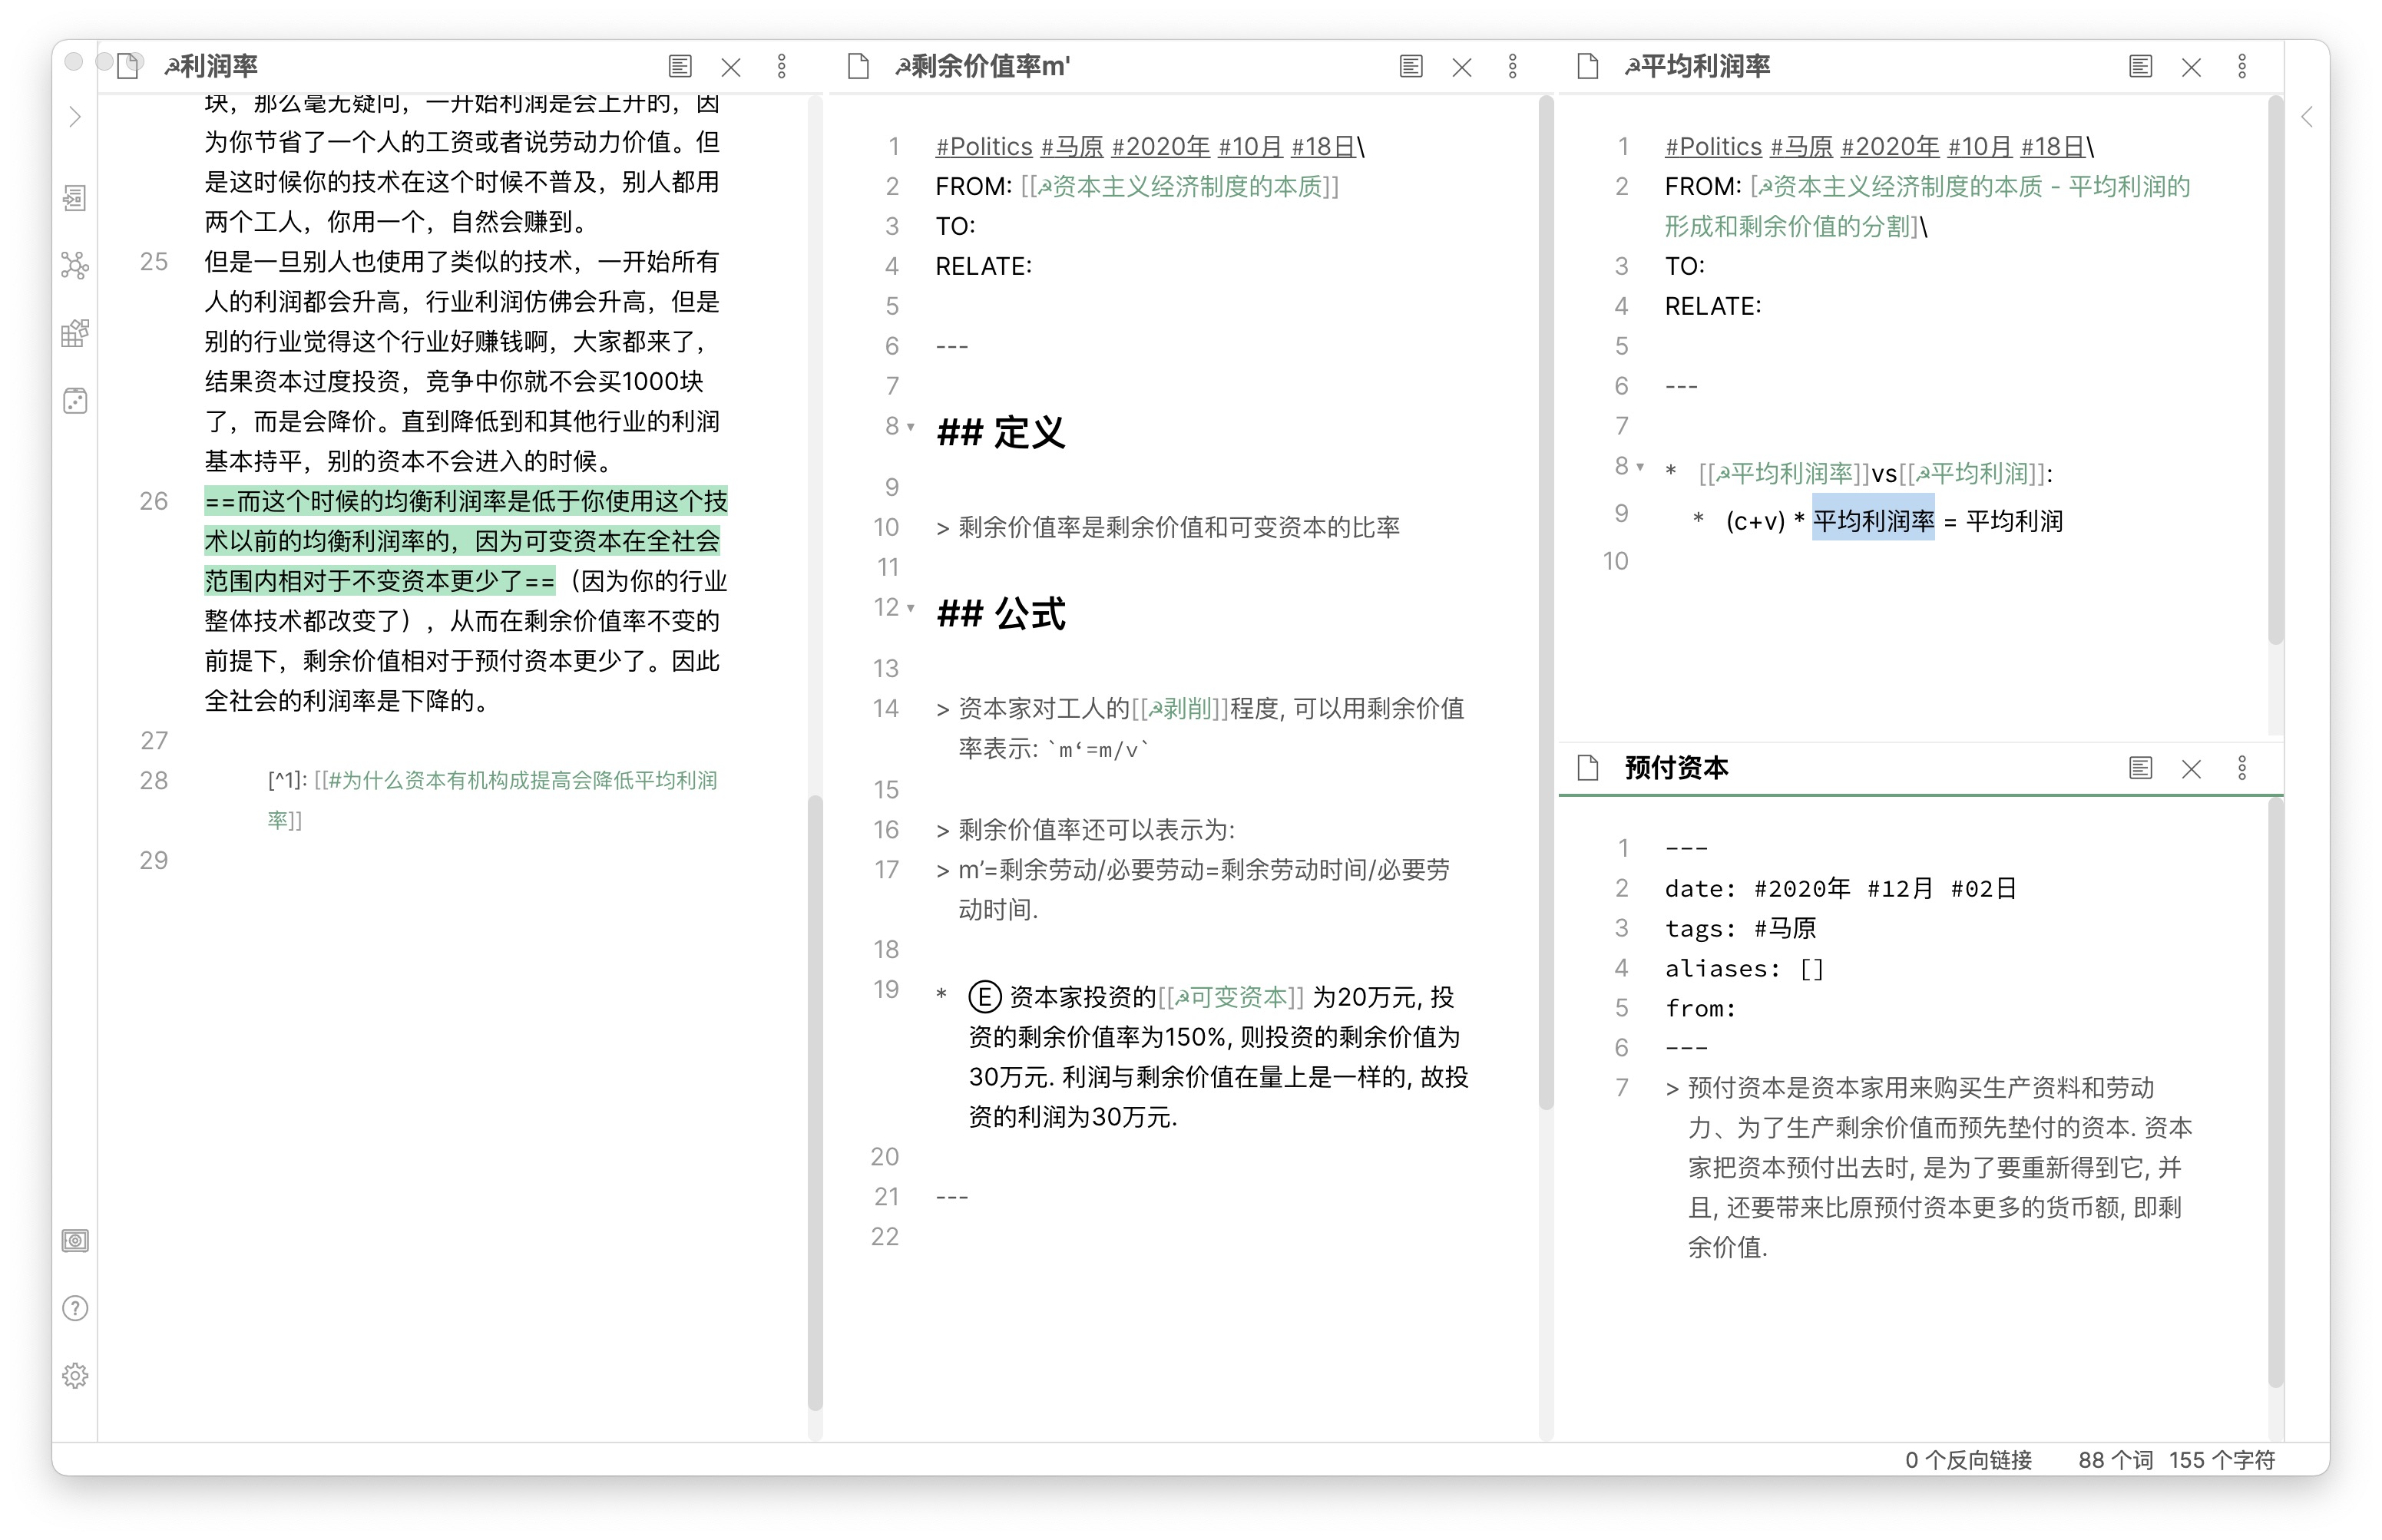 ☭利润率
块，那么毫无疑问，一开始利润是会上升的，因
为你节省了一个人的工资或者说劳动力价值。但
是这时候你的技术在这个时候不普及，别人都用
两个工人，你用一个，自然会赚到。
25 但是一旦别人也使用了类似的技术，一开始所有
人的利润都会升高，行业利润仿佛会升高，但是
别的行业觉得这个行业好赚钱啊，大家都来了，
结果资本过度投资，竞争中你就不会买1000块
了，而是会降价。直到降低到和其他行业的利润
基本持平，别的资本不会进入的时候。
26 ==而这个时候的均衡利润率是低于你使用这个技
术以前的均衡利润率的，因为可变资本在全社会
范围内相对于不变资本更少了==（因为你的行业
整体技术都改变了），从而在剩余价值率不变的
前提下，剩余价值相对于预付资本更少了。因此
全社会的利润率是下降的。
27
28 [^1]: [[#为什么资本有机构成提高会降低平均利润
率]]
29
☭剩余价值率m'
1 #Politics #马原 #2020年 #10月 #18日\
2 FROM: [[☭资本主义经济制度的本质]]
3 TO:
4 RELATE:
5
6 ---
7
8 ## 定义
9
10 > 剩余价值率是剩余价值和可变资本的比率
11
12 ## 公式
13
14 > 资本家对工人的[[☭剥削]]程度, 可以用剩余价值
率表示: `m‘=m/v`
15
16 > 剩余价值率还可以表示为:
17 > m’=剩余劳动/必要劳动=剩余劳动时间/必要劳
动时间.
18
19 * Ⓔ 资本家投资的[[☭可变资本]] 为20万元, 投
资的剩余价值率为150%, 则投资的剩余价值为
30万元. 利润与剩余价值在量上是一样的, 故投
资的利润为30万元.
20
21 ---
22
☭平均利润率
1 #Politics #马原 #2020年 #10月 #18日\
2 FROM: [☭资本主义经济制度的本质 - 平均利润的
形成和剩余价值的分割]\
3 TO:
4 RELATE:
5
6 ---
7
8 * [[☭平均利润率]]vs[[☭平均利润]]:
9 * (c+v) * 平均利润率 = 平均利润
10
预付资本
1 ---
2 date: #2020年 #12月 #02日
3 tags: #马原
4 aliases: []
5 from:
6 ---
7 > 预付资本是资本家用来购买生产资料和劳动
力、为了生产剩余价值而预先垫付的资本. 资本
家把资本预付出去时, 是为了要重新得到它, 并
且, 还要带来比原预付资本更多的货币额, 即剩
余价值.
0 个反向链接 88 个词 155 个字符